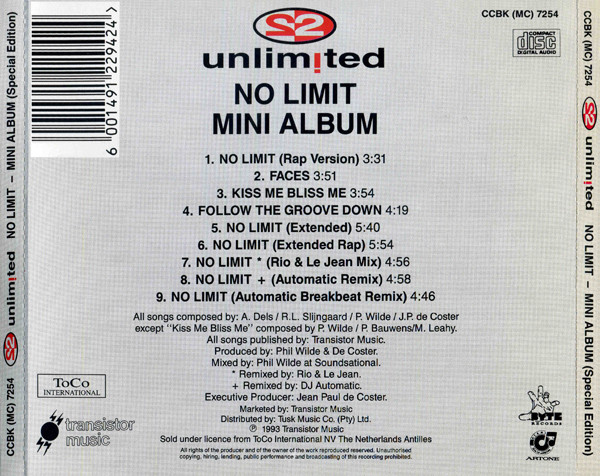 CCBK (MC) 7254
COMPACT
disc
DIGITAL AUDIO
6 001491 229424
2
unlim!ted
NO LIMIT
MINI ALBUM
1. NO LIMIT (Rap Version) 3:31
2. FACES 3:51
3. KISS ME BLISS ME 3:54
4. FOLLOW THE GROOVE DOWN 4:19
5. NO LIMIT (Extended) 5:40
6. NO LIMIT (Extended Rap) 5:54
7. NO LIMIT * (Rio & Le Jean Mix) 3:56
8. NO LIMIT + (Automatic Remix) 4:58
9. NO LIMIT (Automatic Breakbeat Remix) 4:46
All songs composed by: A. Dels / R.L. Slijngaard / P. Wilde / J.P. de Coster
except "Kiss Me Bliss Me" composed by P. Wilde / P. Bauwens/M. Leahy.
All songs published by: Transistor Music.
Produced by: Phil Wilde & De Coster.
Mixed by: Phil Wilde at Soundsational.
* Remixed by: Rio & Le Jean.
+ Remixed by: DJ Automatic.
Executive Producer: Jean Paul de Coster.
Marketed by: Transistor Music
Distributed by: Tusk Music Co. (Pty) Ltd.
℗ 1993 Transistor Music
Sold under licence from ToCo International NV The Netherlands Antilles
All rights of the producer and of the owner of the work reproduced reserved. Unauthorised
copying, hiring, lending, public performance and broadcasting of this recording prohibited.
ToCo
INTERNATIONAL
transistor
music
BYTE
RECORDS
ARTONE
CCBK (MC) 7254 2 unlim!ted NO LIMIT – MINI ALBUM (Special Edition)
CCBK (MC) 7254 2 unlim!ted NO LIMIT – MINI ALBUM (Special Edition)